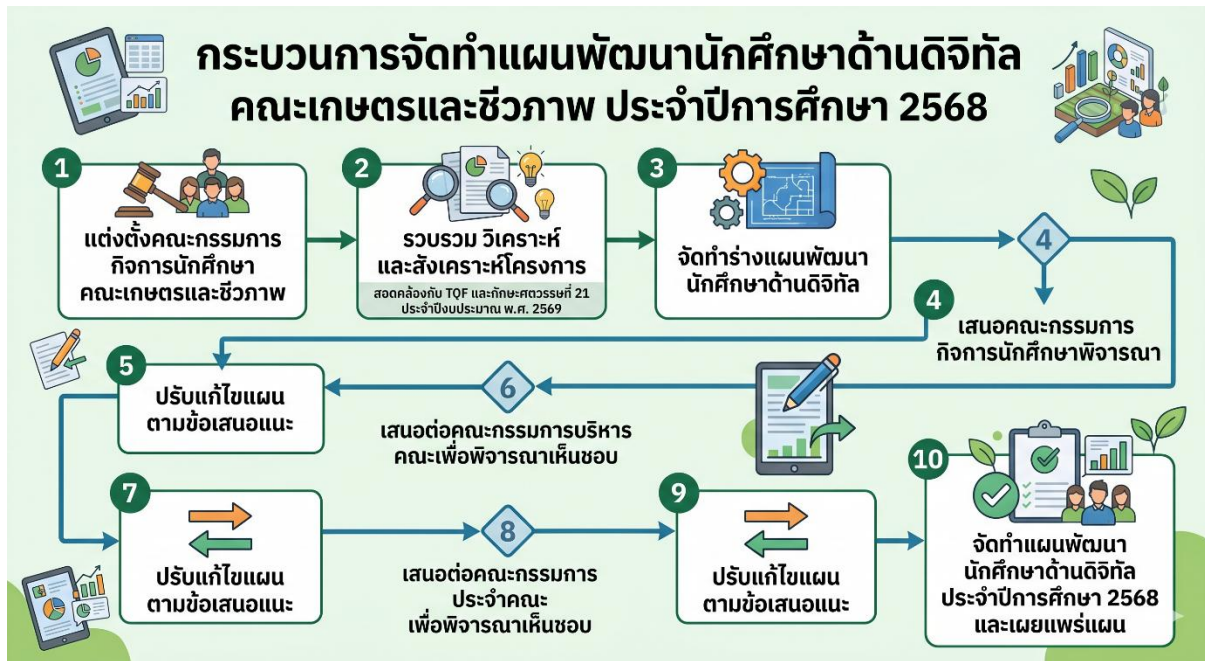 กระบวนการจัดทำแผนพัฒนานักศึกษาด้านดิจิทัล
คณะเกษตรและชีวภาพ ประจำปีการศึกษา 2568
1
แต่งตั้งคณะกรรมการ
กิจการนักศึกษา
คณะเกษตรและชีวภาพ
2
รวบรวม วิเคราะห์
และสังเคราะห์โครงการ
สอดคล้องกับ TQF และทักษะศตวรรษที่ 21
ประจำปีงบประมาณ พ.ศ. 2569
3
จัดทำร่างแผนพัฒนา
นักศึกษาด้านดิจิทัล
4
4
เสนอคณะกรรมการ
กิจการนักศึกษาพิจารณา
5
ปรับแก้ไขแผน
ตามข้อเสนอแนะ
6
เสนอต่อคณะกรรมการบริหาร
คณะเพื่อพิจารณาเห็นชอบ
7
ปรับแก้ไขแผน
ตามข้อเสนอแนะ
8
เสนอต่อคณะกรรมการ
ประจำคณะ
เพื่อพิจารณาเห็นชอบ
9
ปรับแก้ไขแผน
ตามข้อเสนอแนะ
10
จัดทำแผนพัฒนา
นักศึกษาด้านดิจิทัล
ประจำปีการศึกษา 2568
และเผยแพร่แผน